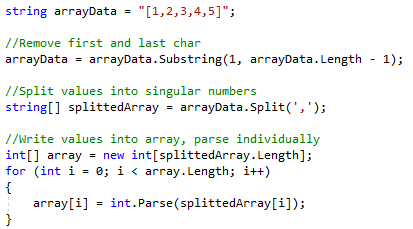 string arrayData = "[1,2,3,4,5]";
//Remove first and last char
arrayData = arrayData.Substring(1, arrayData.Length - 1);
//Split values into singular numbers
string[] splittedArray = arrayData.Split(',');
//Write values into array, parse individually
int[] array = new int[splittedArray.Length];
for (int i = 0; i < array.Length; i++)
{
    array[i] = int.Parse(splittedArray[i]);
}